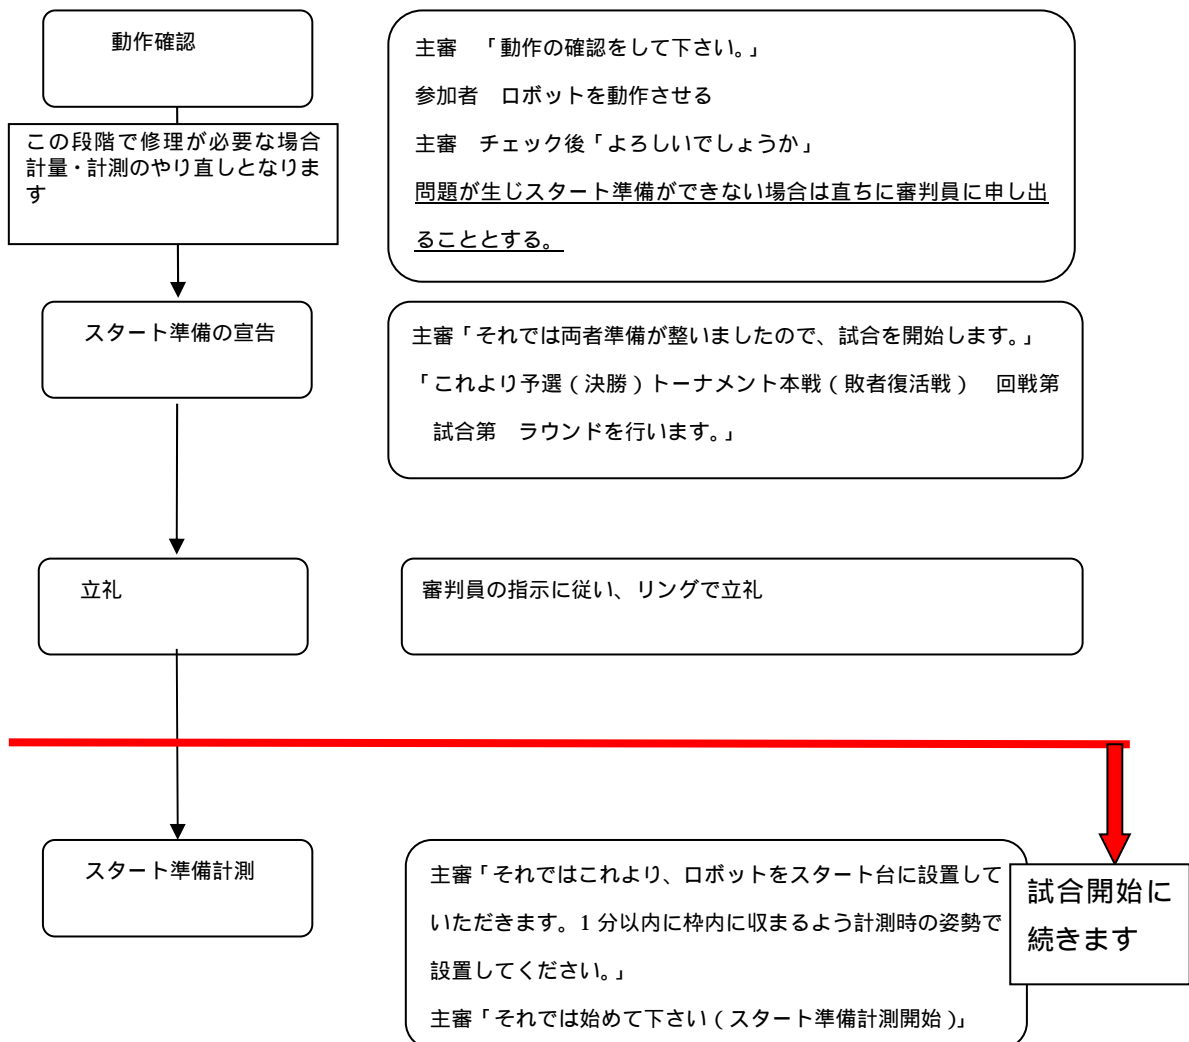 動作確認
主審　「動作の確認をして下さい。」
参加者　ロボットを動作させる
主審　チェック後「よろしいでしょうか」
問題が生じスタート準備ができない場合は直ちに審判員に申し出
ることとする。
この段階で修理が必要な場合
計量・計測のやり直しとなりま
す
スタート準備の宣告
主審「それでは両者準備が整いましたので、試合を開始します。」
「これより予選（決勝）トーナメント本戦（敗者復活戦）　回戦第
試合第　ラウンドを行います。」
立礼
審判員の指示に従い、リングで立礼
スタート準備計測
主審「それではこれより、ロボットをスタート台に設置して
いただきます。1 分以内に枠内に収まるよう計測時の姿勢で
設置してください。」
主審「それでは始めて下さい（スタート準備計測開始）」
試合開始に
続きます